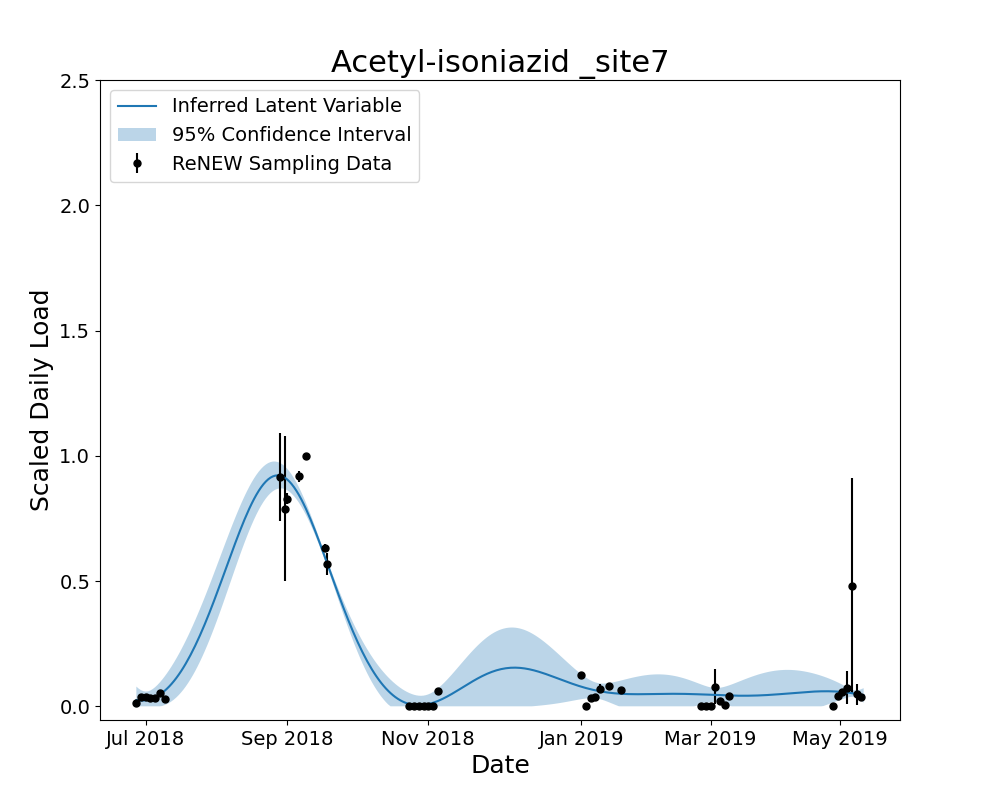 Acetyl-isoniazid _site7
2.5
Inferred Latent Variable
95% Confidence Interval
ReNEW Sampling Data
2.0
1.5
1.0
0.5
0.0
Scaled Daily Load
Jul 2018 Sep 2018 Nov 2018 Jan 2019 Mar 2019 May 2019
Date